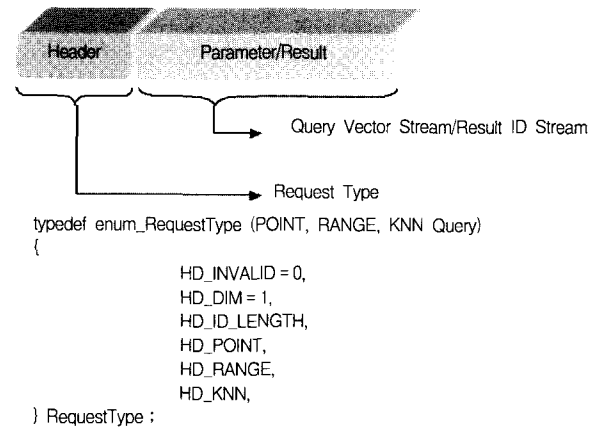 Header Parameter/Result
Query Vector Stream/Result ID Stream
Request Type
typedef enum_RequestType (POINT, RANGE, KNN Query)
{
HD_INVALID = 0,
HD_DIM = 1,
HD_ID_LENGTH,
HD_POINT,
HD_RANGE,
HD_KNN,
} RequestType ;